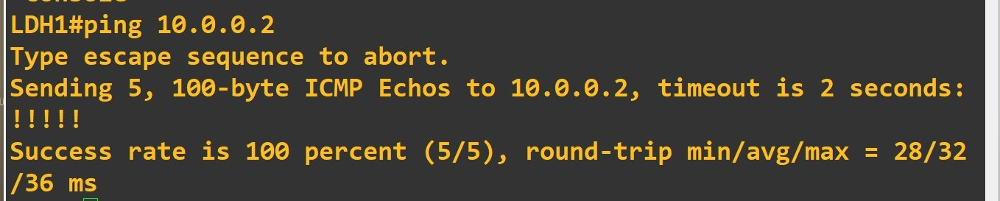 LDH1#ping 10.0.0.2
Type escape sequence to abort.
Sending 5, 100-byte ICMP Echos to 10.0.0.2, timeout is 2 seconds:
!!!!!
Success rate is 100 percent (5/5), round-trip min/avg/max = 28/32
/36 ms